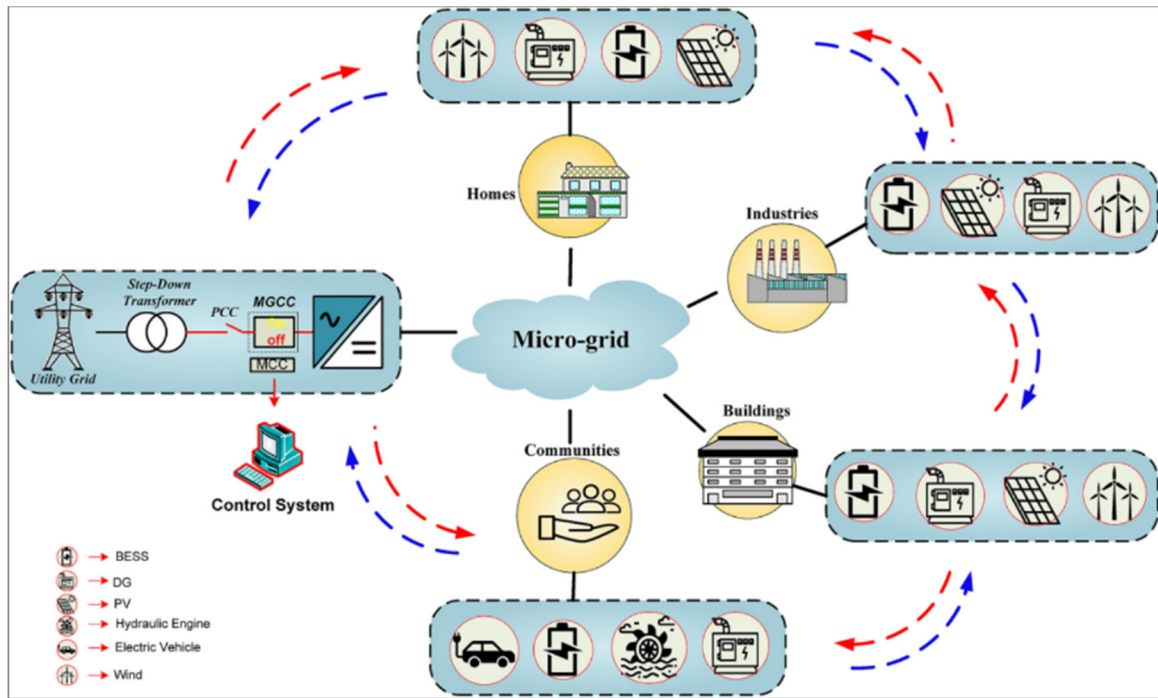 Homes
Industries
Step-Down
Transformer
PCC
MGCC
On
off
MCC
Utility Grid
Micro-grid
Control System
Communities
Buildings
BESS
DG
PV
Hydraulic Engine
Electric Vehicle
Wind